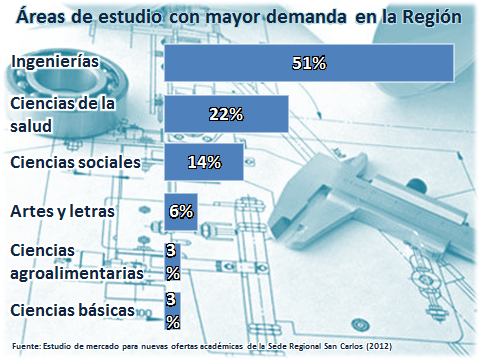 Áreas de estudio con mayor demanda en la Región
Ingenierías
51%
Ciencias de la
salud
22%
Ciencias sociales
14%
Artes y letras
6%
Ciencias
agroalimentarias
3
%
Ciencias básicas
3
%
Fuente: Estudio de mercado para nuevas ofertas académicas de la Sede Regional San Carlos (2012)